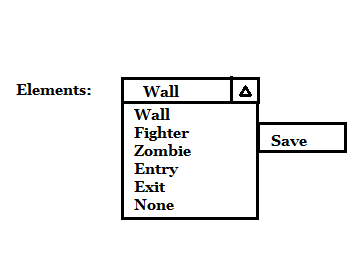 Elements:
Wall
Wall
Fighter
Zombie
Entry
Exit
None
Save